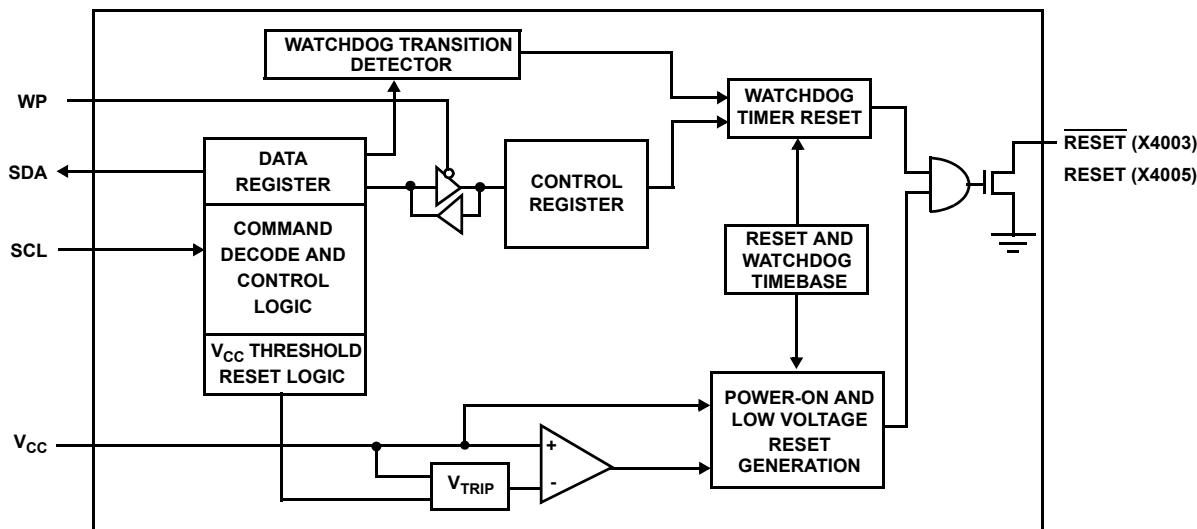 WATCHDOG TRANSITION
DETECTOR
WP
WATCHDOG
TIMER RESET
RESET (X4003)
RESET (X4005)
SDA
DATA
REGISTER
CONTROL
REGISTER
SCL
COMMAND
DECODE AND
CONTROL
LOGIC
RESET AND
WATCHDOG
TIMEBASE
VCC THRESHOLD
RESET LOGIC
POWER-ON AND
LOW VOLTAGE
RESET
GENERATION
VCC
+
-
VTRIP